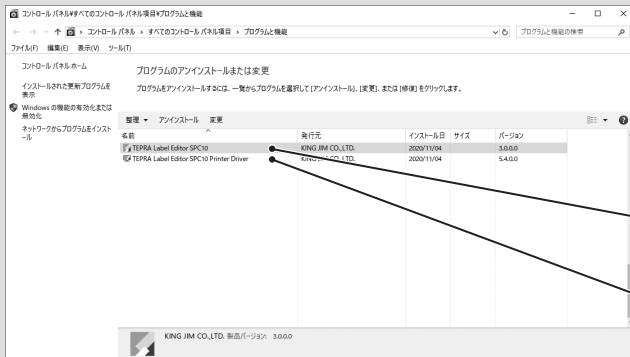 コントロール パネル¥すべてのコントロール パネル項目¥プログラムと機能
コントロール パネル › すべてのコントロール パネル項目 › プログラムと機能
プログラムと機能の検索
ファイル(F) 編集(E) 表示(V) ツール(T)
コントロール パネル ホーム
インストールされた更新プログラムを
表示
Windows の機能の有効化または
無効化
ネットワークからプログラムをインスト
ール
プログラムのアンインストールまたは変更
プログラムをアンインストールするには、一覧からプログラムを選択して [アンインストール]、[変更]、または [修復] をクリックします。
整理 アンインストール 変更
名前 発行元 インストール日 サイズ バージョン
TEPRA Label Editor SPC10 KING JIM CO.,LTD. 2020/11/04 3.0.0.0
TEPRA Label Editor SPC10 Printer Driver KING JIM CO.,LTD. 2020/11/04 5.4.0.0
KING JIM CO.,LTD. 製品バージョン: 3.0.0.0